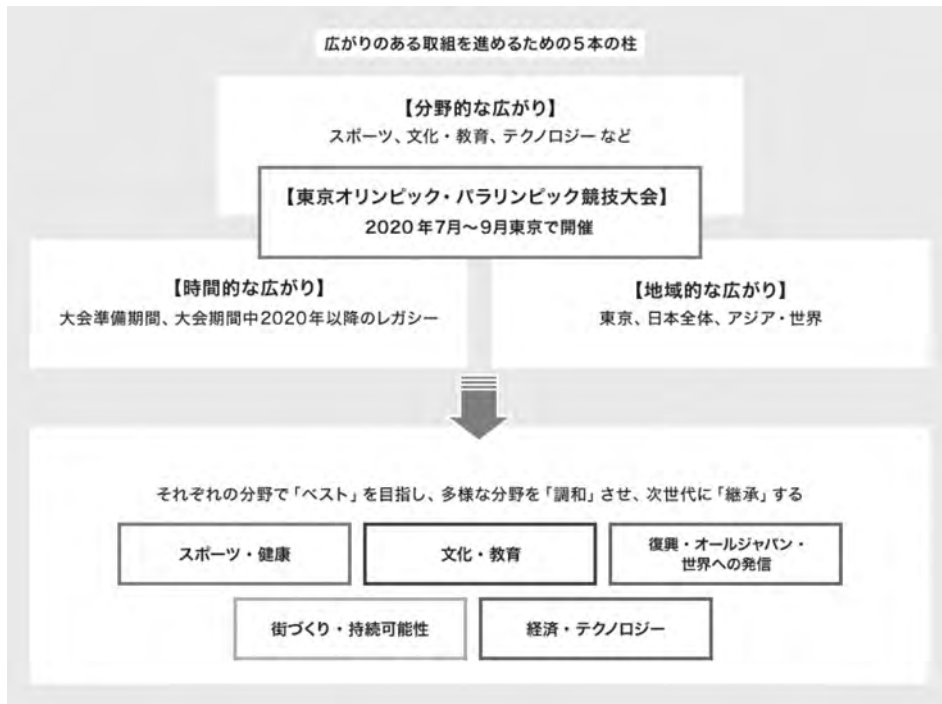 広がりのある取組を進めるための5本の柱
【分野的な広がり】
スポーツ、文化・教育、テクノロジー など
【東京オリンピック・パラリンピック競技大会】
2020年7月～9月東京で開催
【時間的な広がり】
大会準備期間、大会期間中2020年以降のレガシー
【地域的な広がり】
東京、日本全体、アジア・世界
それぞれの分野で「ベスト」を目指し、多様な分野を「調和」させ、次世代に「継承」する
スポーツ・健康
文化・教育
復興・オールジャパン・
世界への発信
街づくり・持続可能性
経済・テクノロジー